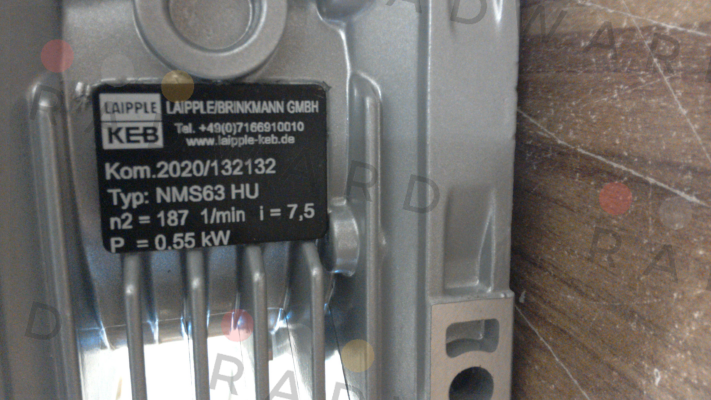 LAIPPLE
KEB
LAIPPLE/BRINKMANN GMBH
Tel. +49(0)7166910010
www.laipple-keb.de
Kom.2020/132132
Typ: NMS63 HU
n2 = 187 1/min i = 7,5
P = 0,55 kW